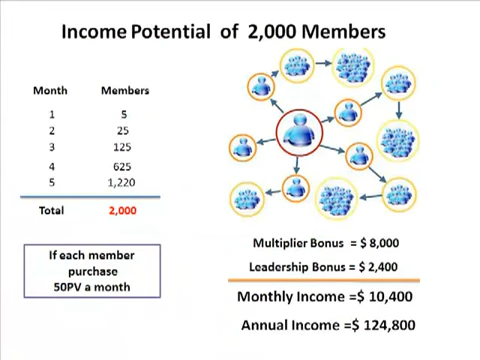 Income Potential of 2,000 Members
Month Members
1 5
2 25
3 125
4 625
5 1,220
Total 2,000
If each member
purchase
50PV a month
Multiplier Bonus = $ 8,000
Leadership Bonus = $ 2,400
Monthly Income =$ 10,400
Annual Income =$ 124,800